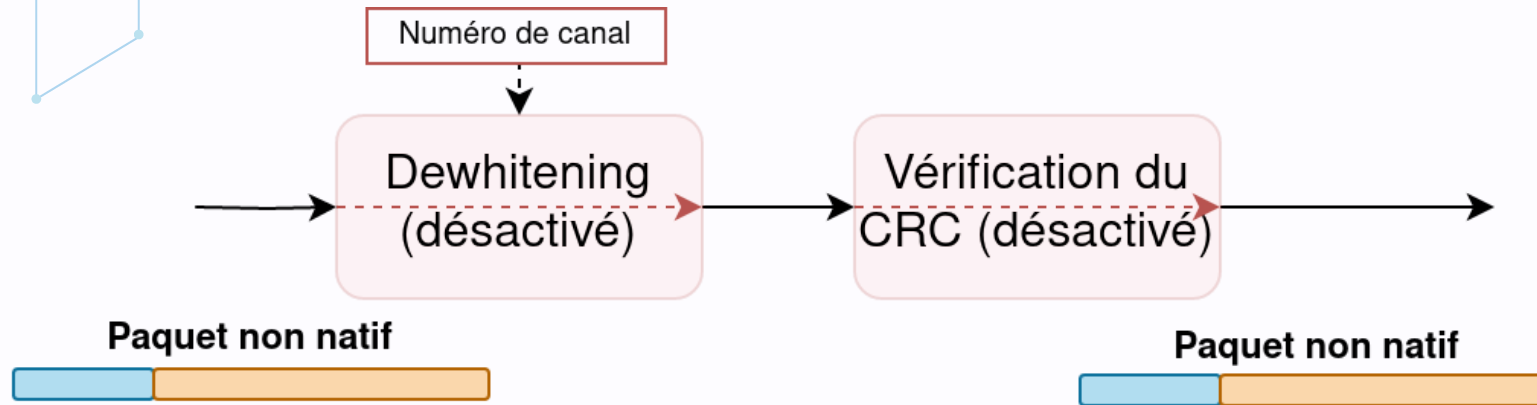 Numéro de canal
Dewhitening
(désactivé)
Vérification du
CRC (désactivé)
Paquet non natif
Paquet non natif